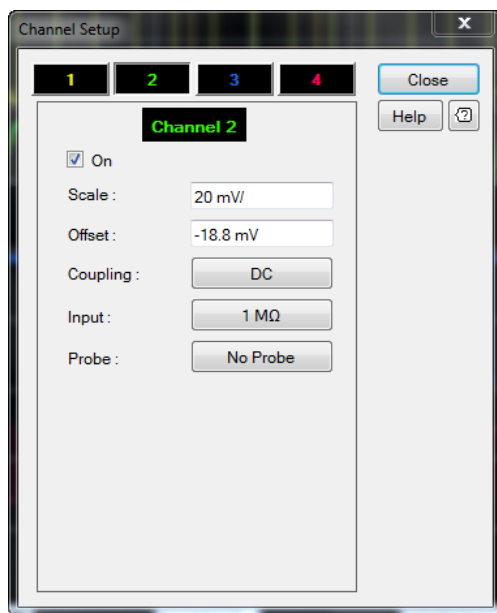 Channel Setup
x
1 2 3 4
Close
Channel 2
Help ?
On
Scale : 20 mV/
Offset : -18.8 mV
Coupling : DC
Input : 1 MΩ
Probe : No Probe